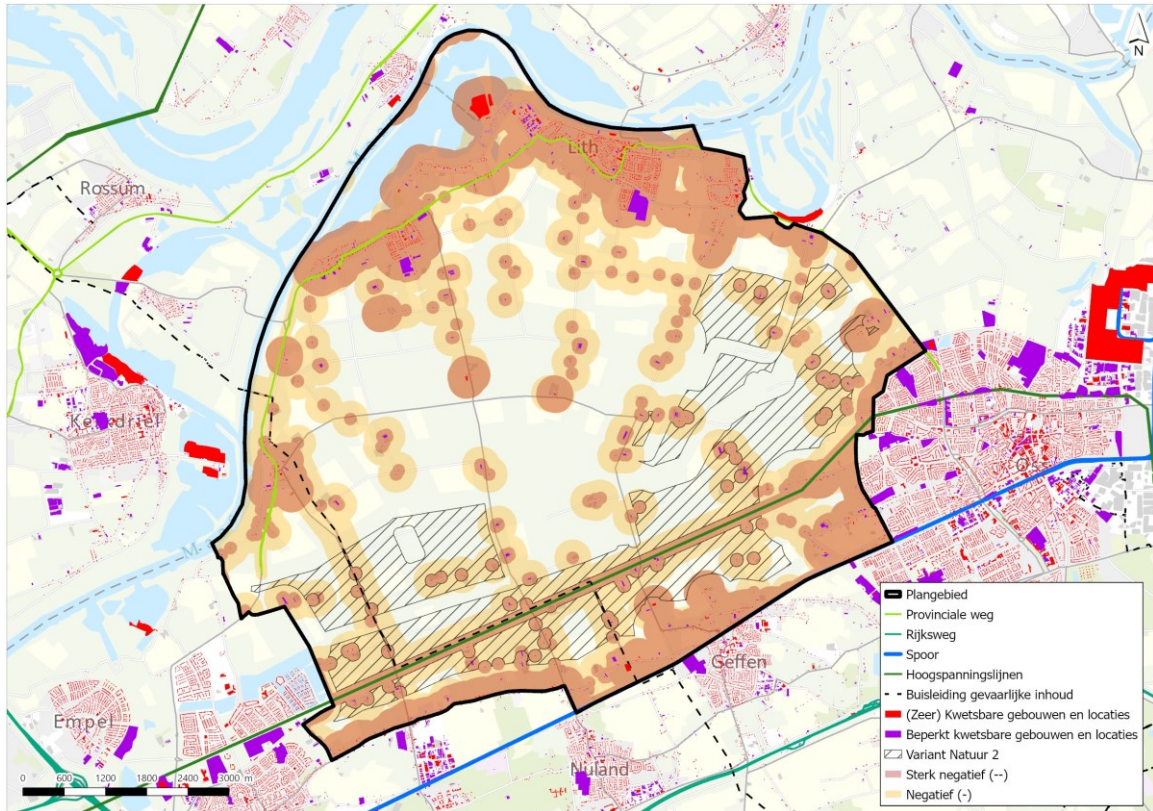 N
Lith
Rossum
Kerkdriel
Oss
M
Geffen
Empel
Nuland
0 600 1200 1800 2400 3000 m
Plangebied
Provinciale weg
Rijksweg
Spoor
Hoogspanningslijnen
Buisleiding gevaarlijke inhoud
(Zeer) Kwetsbare gebouwen en locaties
Beperkt kwetsbare gebouwen en locaties
Variant Natuur 2
Sterk negatief (--)
Negatief (-)